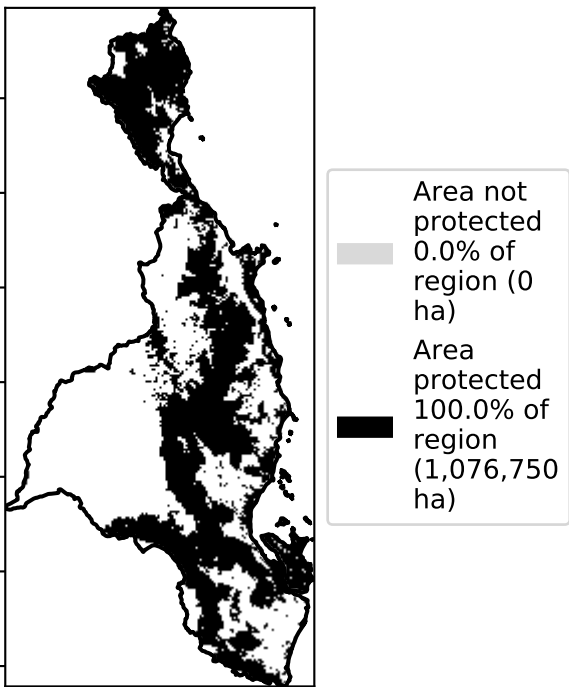 Area not
protected
0.0% of
region (0
ha)
Area
protected
100.0% of
region
(1,076,750
ha)